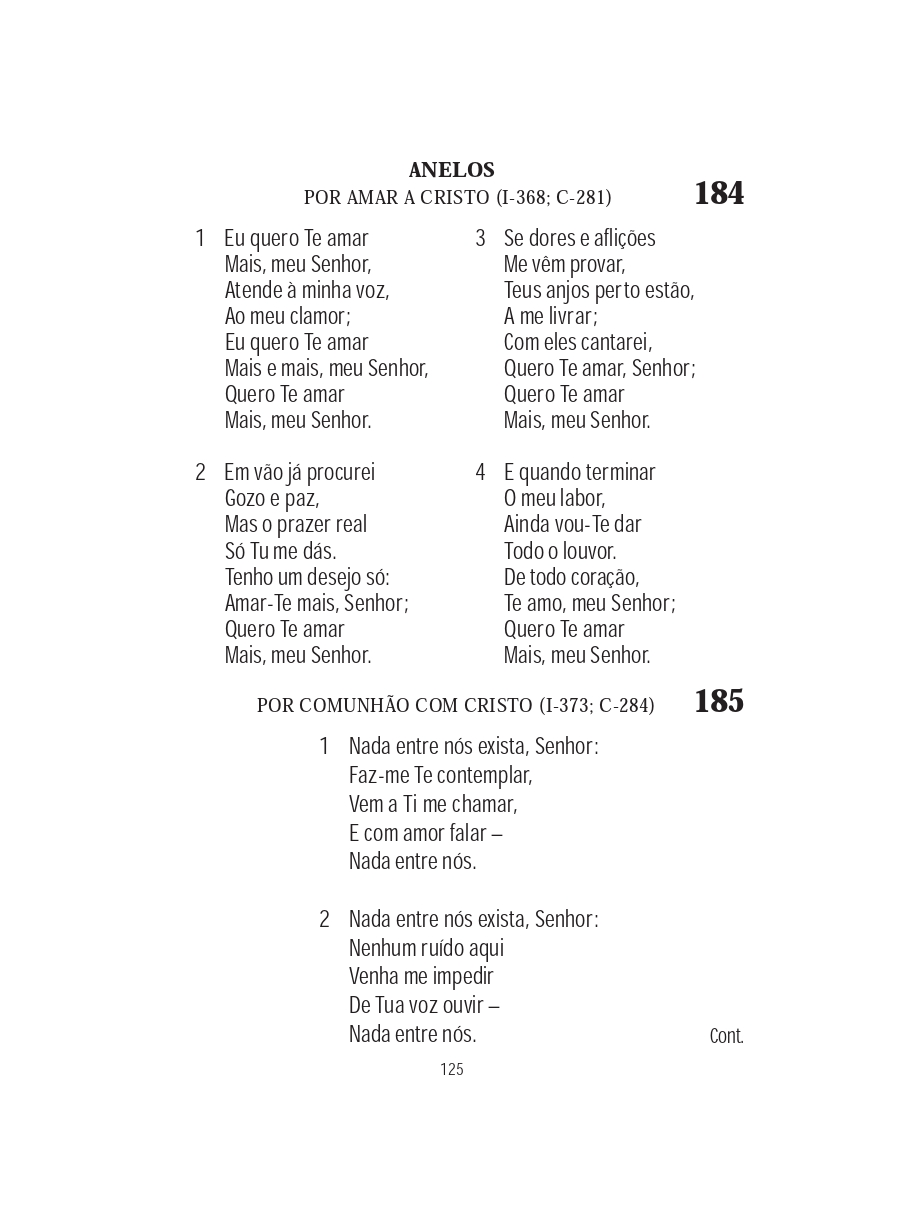 ANELOS
POR AMAR A CRISTO (I-368; C-281)
184
1 Eu quero Te amar
Mais, meu Senhor,
Atende à minha voz,
Ao meu clamor;
Eu quero Te amar
Mais e mais, meu Senhor,
Quero Te amar
Mais, meu Senhor.
2 Em vão já procurei
Gozo e paz,
Mas o prazer real
Só Tu me dás.
Tenho um desejo só:
Amar-Te mais, Senhor;
Quero Te amar
Mais, meu Senhor.
3 Se dores e aflições
Me vêm provar,
Teus anjos perto estão,
A me livrar;
Com eles cantarei,
Quero Te amar, Senhor;
Quero Te amar
Mais, meu Senhor.
4 E quando terminar
O meu labor,
Ainda vou-Te dar
Todo o louvor.
De todo coração,
Te amo, meu Senhor;
Quero Te amar
Mais, meu Senhor.
POR COMUNHÃO COM CRISTO (I-373; C-284)
185
1 Nada entre nós exista, Senhor:
Faz-me Te contemplar,
Vem a Ti me chamar,
E com amor falar –
Nada entre nós.
2 Nada entre nós exista, Senhor:
Nenhum ruído aqui
Venha me impedir
De Tua voz ouvir –
Nada entre nós.
Cont.
125